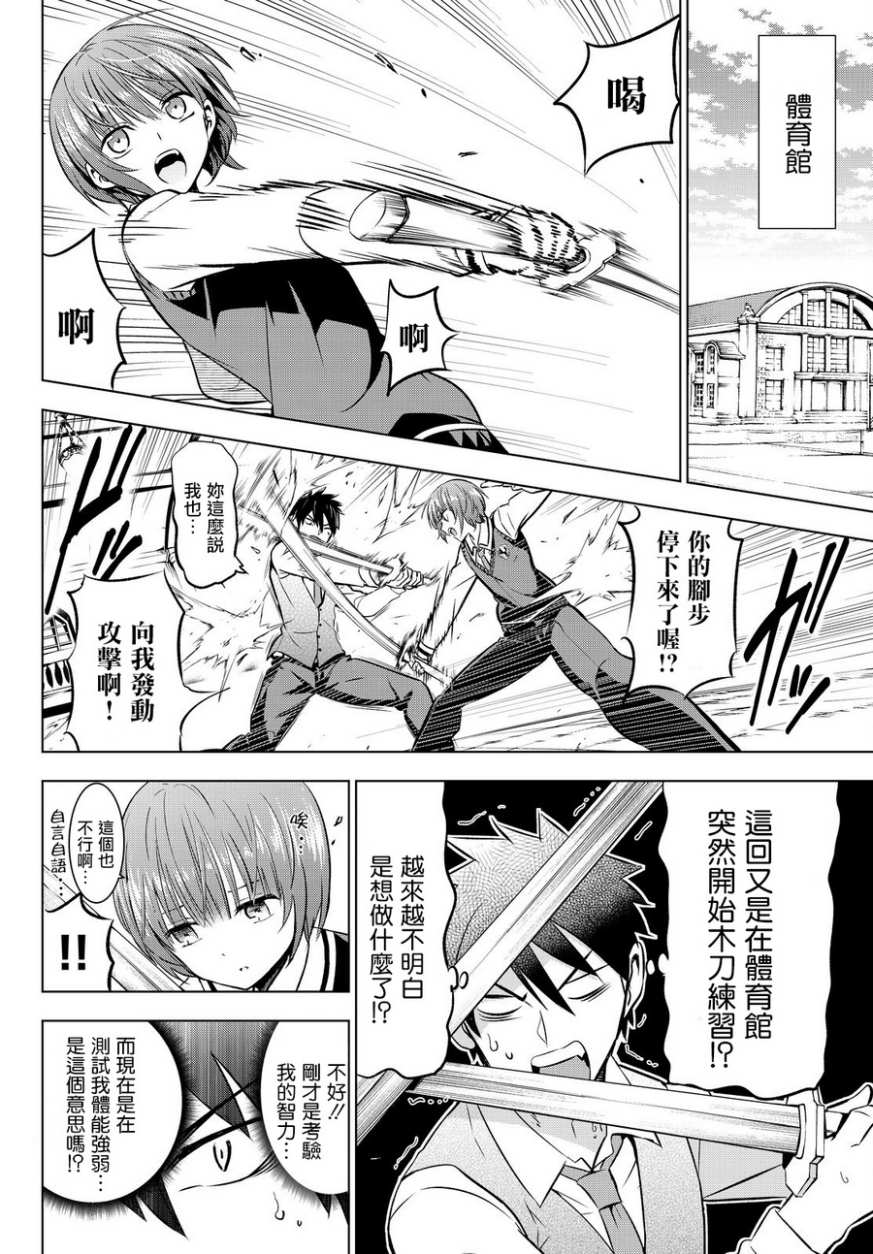 體育館
喝
啊
啊
你的腳步
停下來了喔!?
妳這麼說
我也…
向我發動
攻擊啊！
這回又是在體育館
突然開始木刀練習!?
越來越不明白
是想做什麼了!?
唉…
這個也
不行啊…
自言自語…
!!
不好!!
剛才是考驗
我的智力…
而現在是在
測試我體能強弱…
是這個意思嗎!?